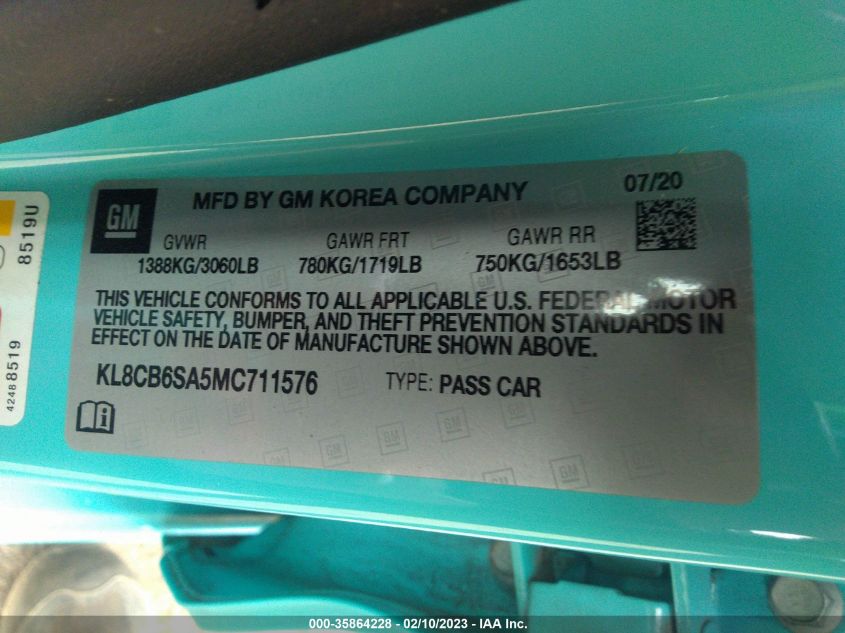 GM
MFD BY GM KOREA COMPANY
07/20
GVWR
GAWR FRT
GAWR RR
1388KG/3060LB
780KG/1719LB
750KG/1653LB
THIS VEHICLE CONFORMS TO ALL APPLICABLE U.S. FEDERAL MOTOR
VEHICLE SAFETY, BUMPER, AND THEFT PREVENTION STANDARDS IN
EFFECT ON THE DATE OF MANUFACTURE SHOWN ABOVE.
KL8CB6SA5MC711576
TYPE: PASS CAR
8519U
4248 8519
000-35864228 - 02/10/2023 - IAA Inc.